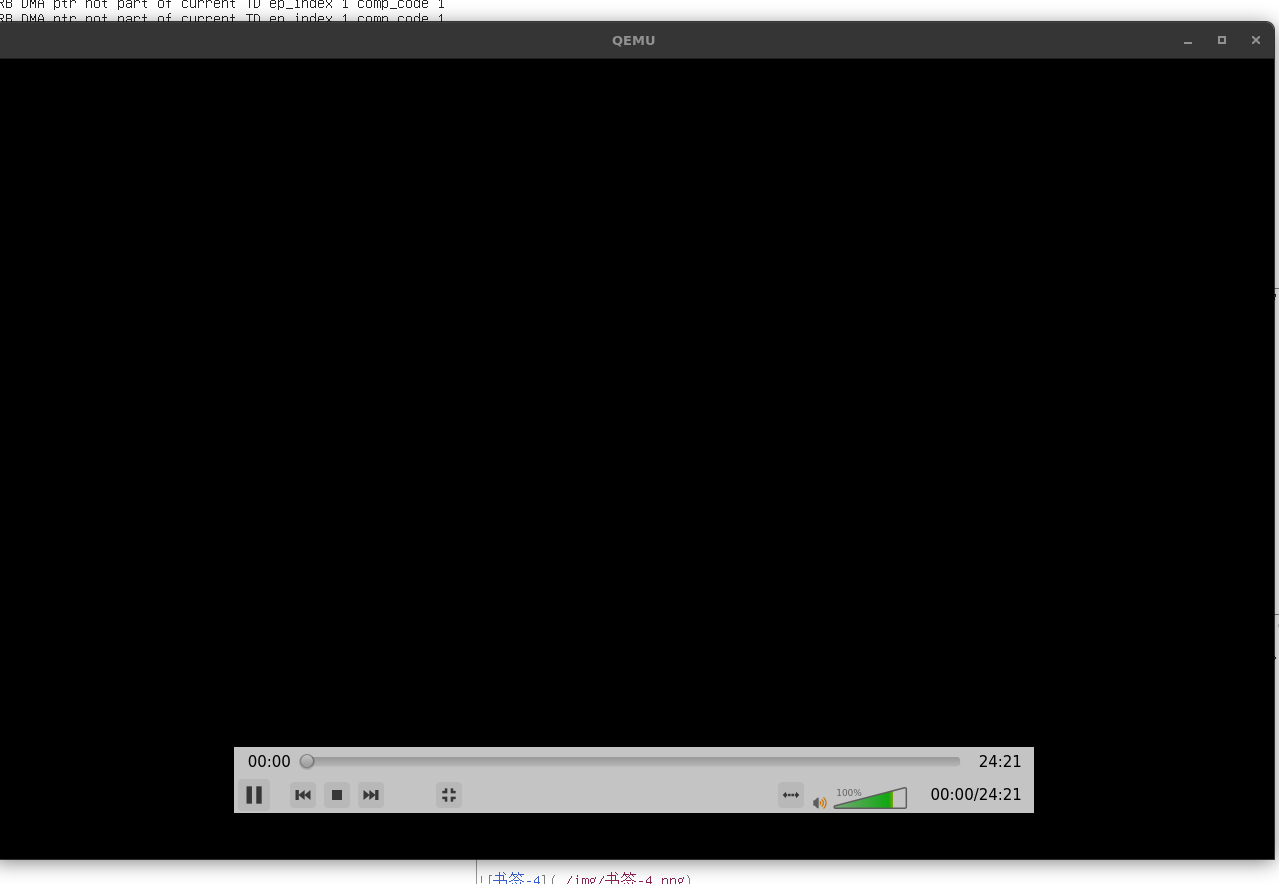 RB DMA ptr not part of current TD ep_index 1 comp_code 1
RB DMA ptr not part of current TD ep_index 1 comp_code 1
QEMU
00:00
24:21
100%
00:00/24:21
![书签-4](./img/书签-4.png)